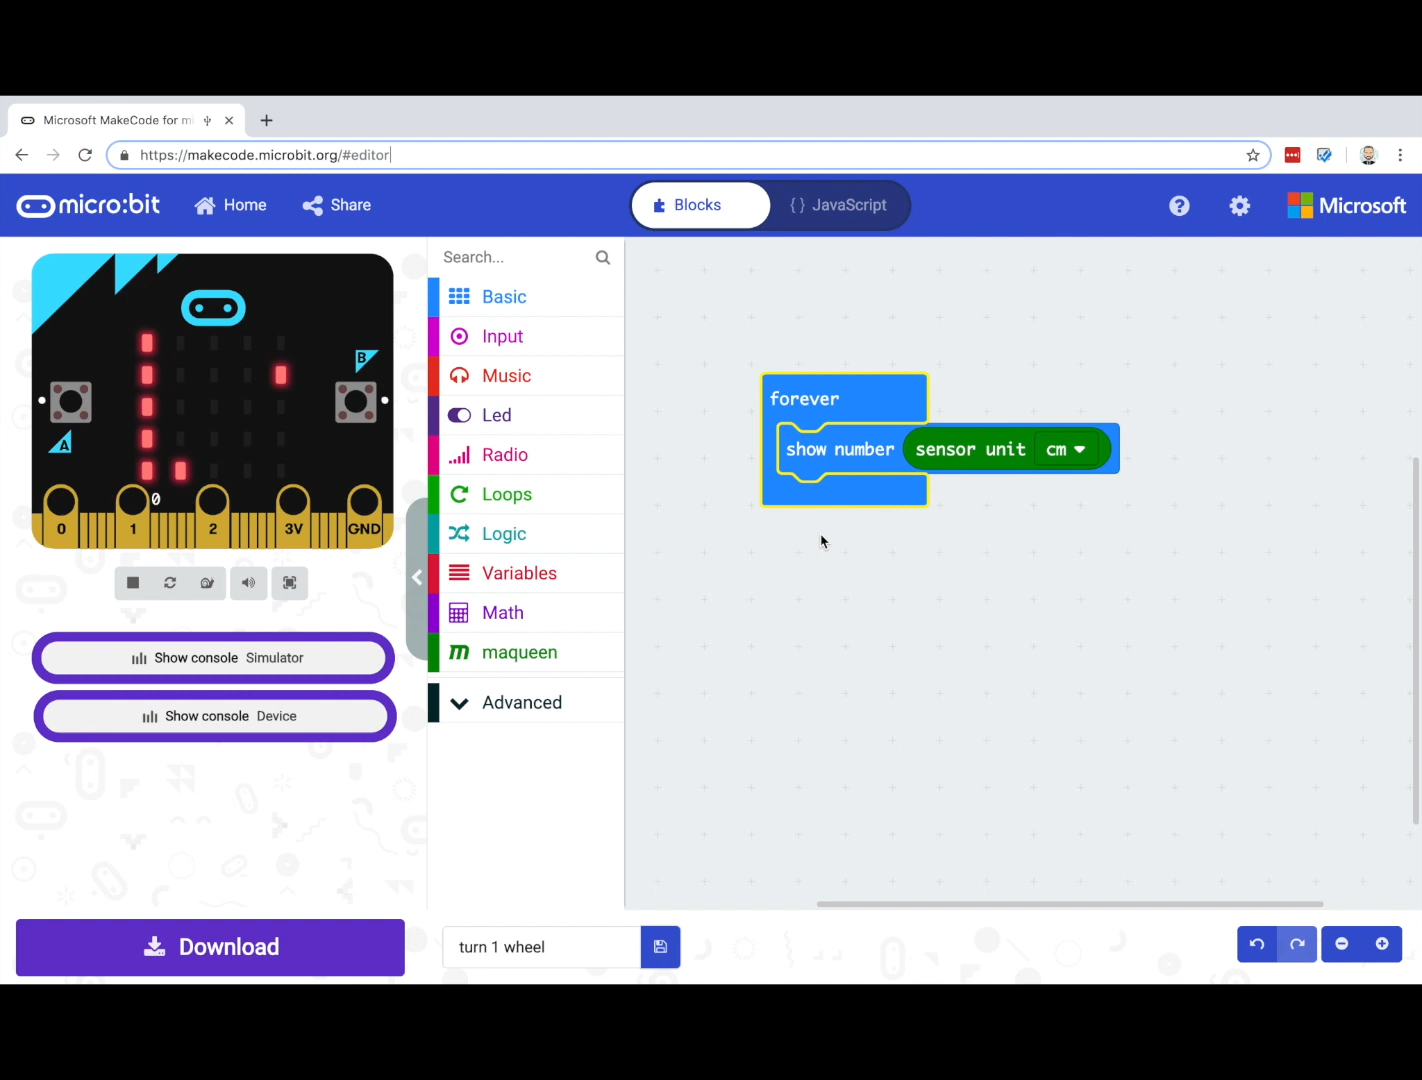 Microsoft MakeCode for mi
https://makecode.microbit.org/#editor
micro:bit
Home
Share
Blocks
{ } JavaScript
?
Microsoft
B
A
0
0
1
2
3V
GND
Show console Simulator
Show console Device
Download
Search...
Basic
Input
Music
Led
Radio
Loops
Logic
Variables
Math
m maqueen
Advanced
forever
show number sensor unit cm
turn 1 wheel